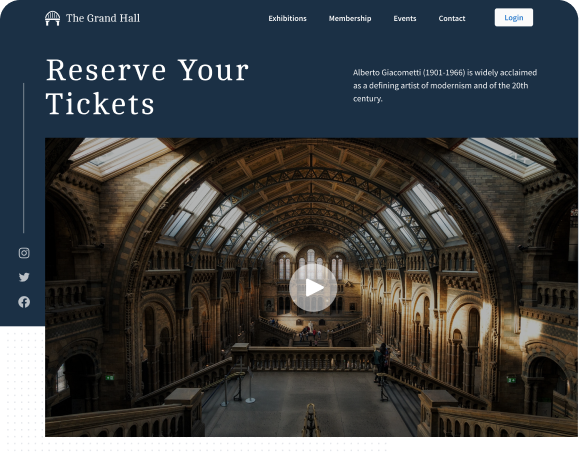 The Grand Hall
Exhibitions
Membership
Events
Contact
Login
Reserve Your
Tickets
Alberto Giacometti (1901-1966) is widely acclaimed
as a defining artist of modernism and of the 20th
century.